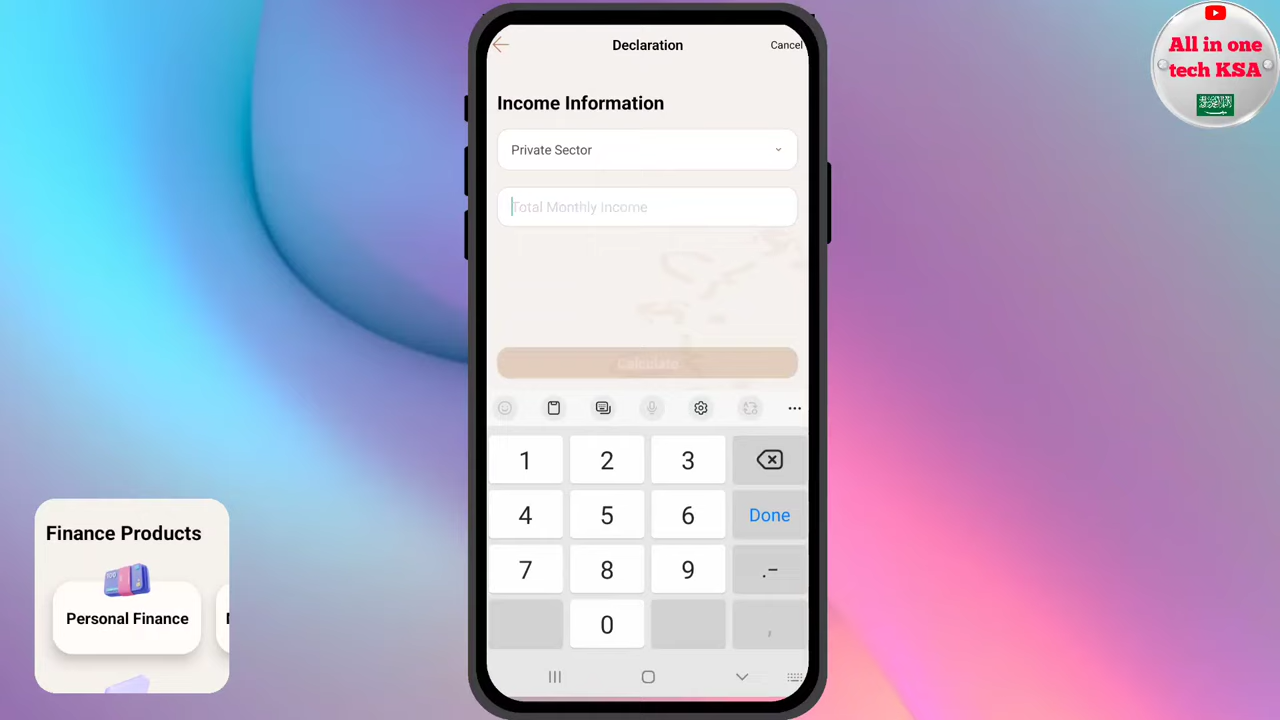 All in one
tech KSA
Declaration
Cancel
Income Information
Private Sector
Total Monthly Income
Calculate
1
2
3
4
5
6
Done
7
8
9
.-
0
,
Finance Products
Personal Finance